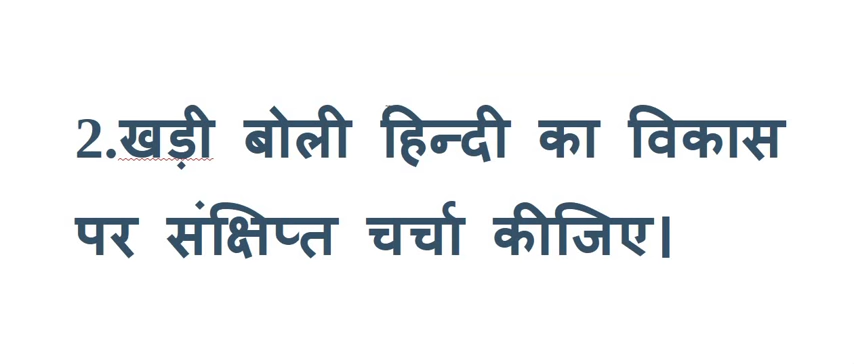 2.खड़ी बोली हिन्दी का विकास
पर संक्षिप्त चर्चा कीजिए।